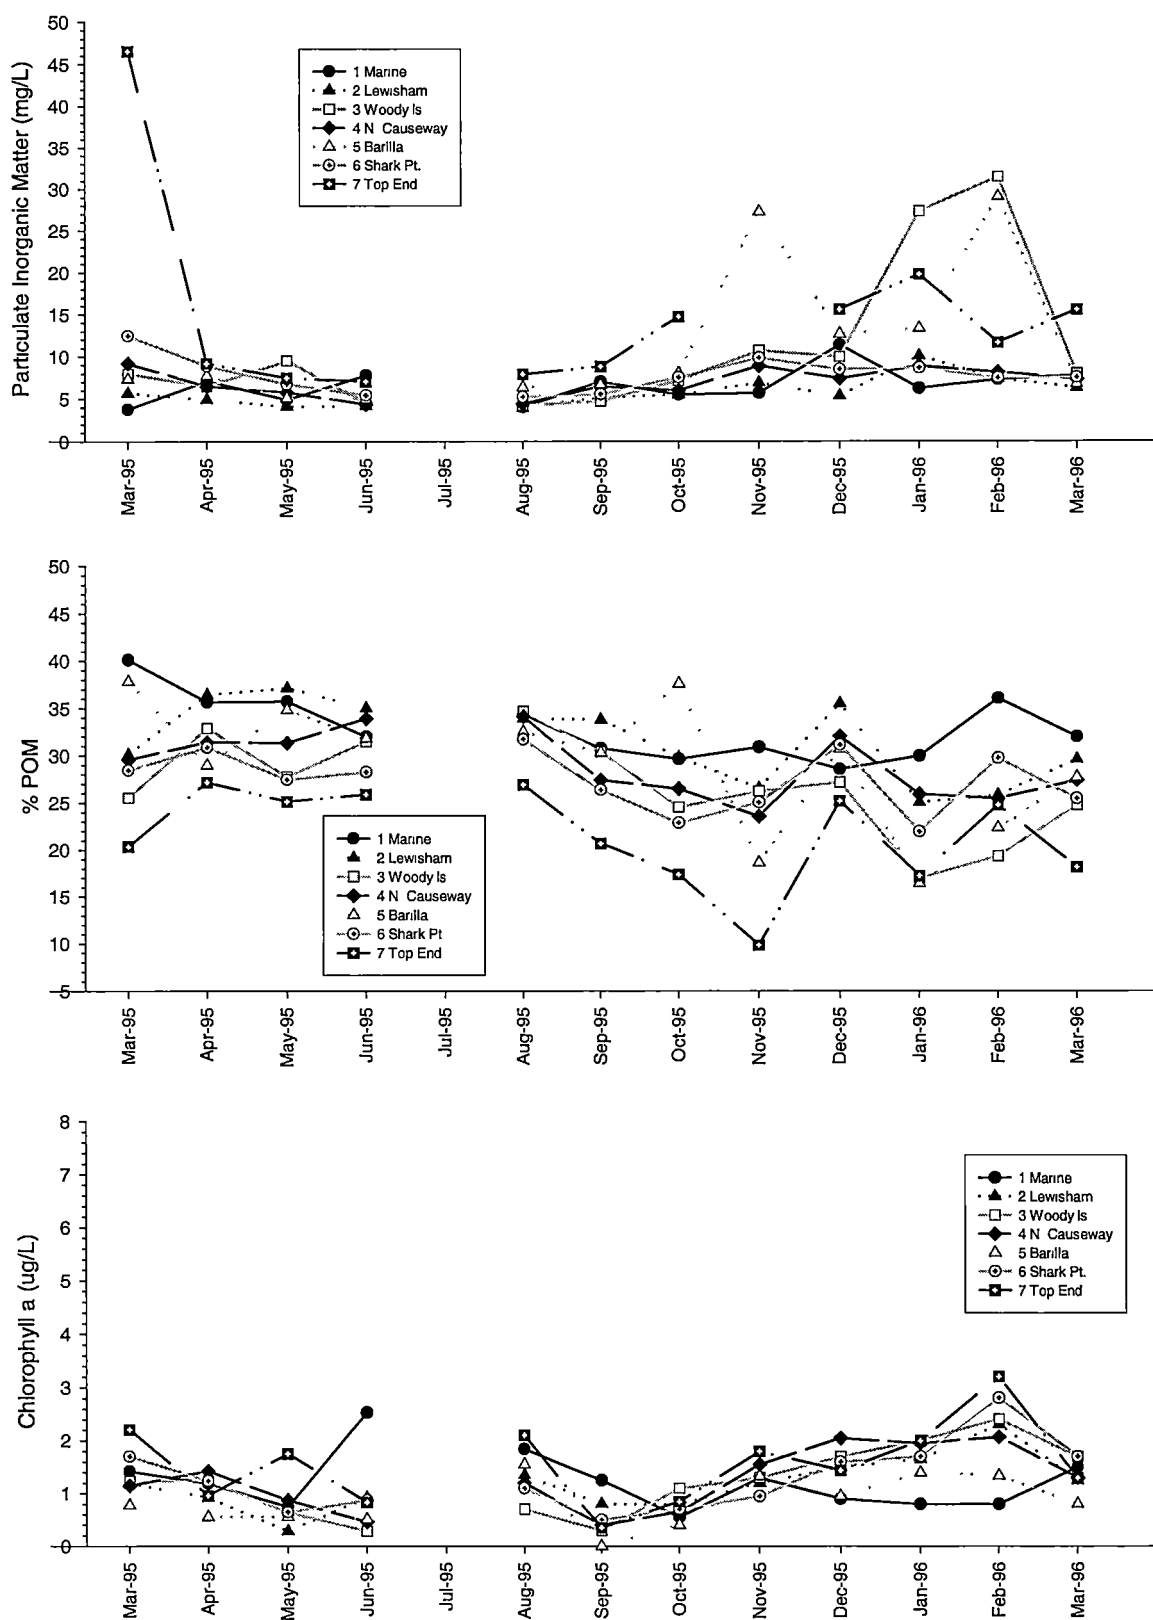 Particulate Inorganic Matter (mg/L)
50
45
40
35
30
25
20
15
10
5
0
1 Marine
2 Lewisham
3 Woody Is
4 N Causeway
5 Barilla
6 Shark Pt.
7 Top End
Mar-95
Apr-95
May-95
Jun-95
Jul-95
Aug-95
Sep-95
Oct-95
Nov-95
Dec-95
Jan-96
Feb-96
Mar-96
% POM
50
45
40
35
30
25
20
15
10
5
1 Marine
2 Lewisham
3 Woody Is
4 N Causeway
5 Barilla
6 Shark Pt
7 Top End
Mar-95
Apr-95
May-95
Jun-95
Jul-95
Aug-95
Sep-95
Oct-95
Nov-95
Dec-95
Jan-96
Feb-96
Mar-96
Chlorophyll a (ug/L)
8
7
6
5
4
3
2
1
0
1 Marine
2 Lewisham
3 Woody Is
4 N Causeway
5 Barilla
6 Shark Pt.
7 Top End
Mar-95
Apr-95
May-95
Jun-95
Jul-95
Aug-95
Sep-95
Oct-95
Nov-95
Dec-95
Jan-96
Feb-96
Mar-96